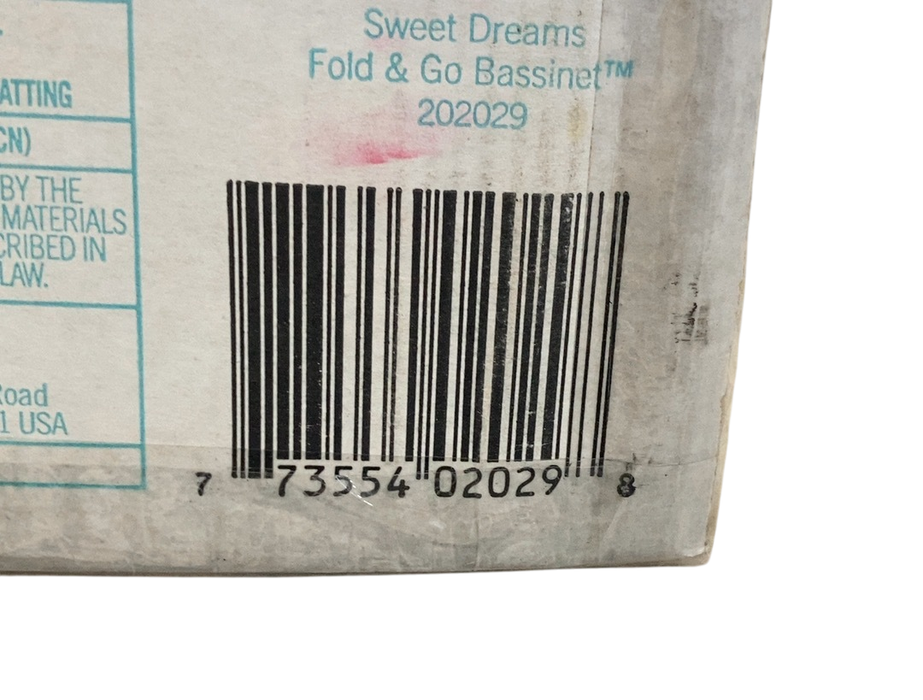 ATTING
CN)
BY THE
MATERIALS
CRIBED IN
LAW.
Road
1 USA
Sweet Dreams
Fold & Go Bassinet™
202029
7 73554 02029 8